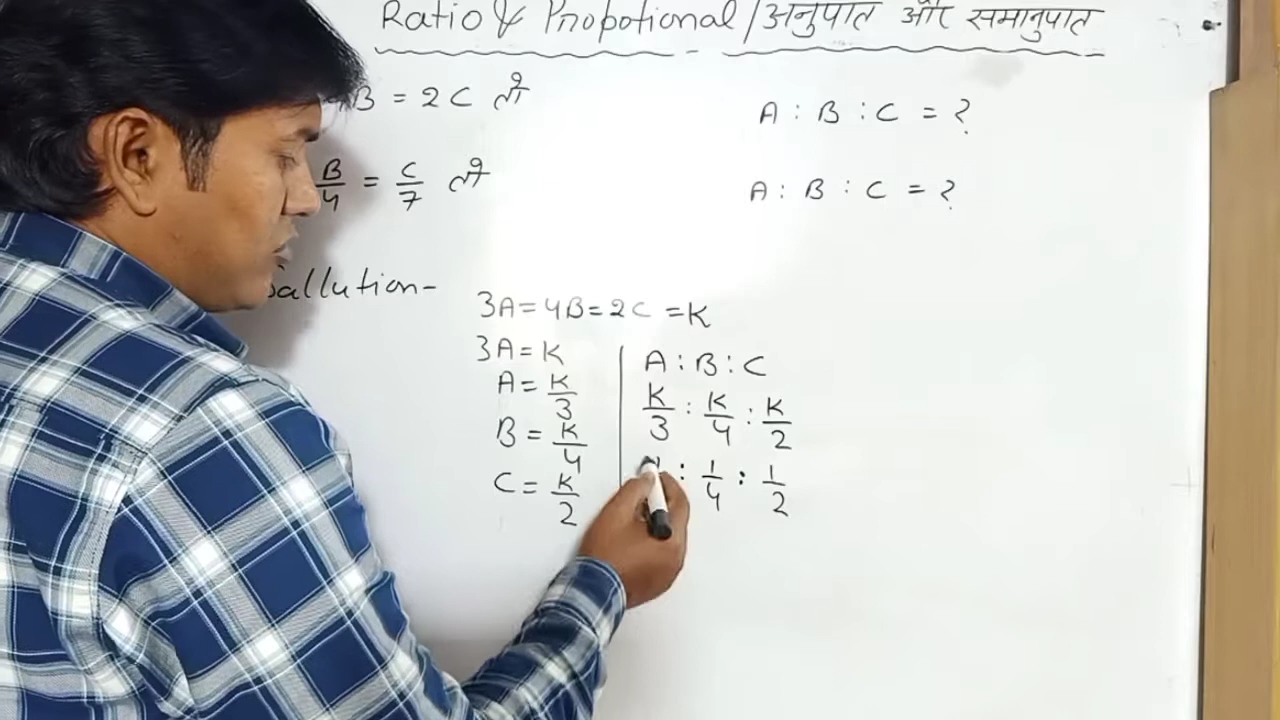 Ratio & Propotional/अनुपात और समानुपात
B = 2C तो A : B : C = ?
B/4 = C/7 तो A : B : C = ?
Sallution-
3A = 4B = 2C = K
3A = K
A = K/3
B = K/4
C = K/2
A : B : C
K/3 : K/4 : K/2
: 1/4 : 1/2